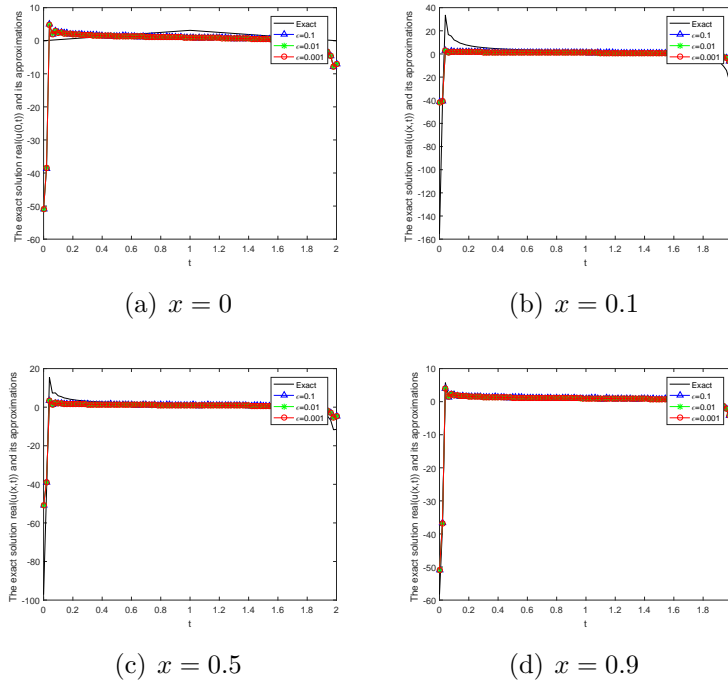 The exact solution real(u(0,t)) and its approximations
10
0
-10
-20
-30
-40
-50
-60
0 0.2 0.4 0.6 0.8 1 1.2 1.4 1.6 1.8 2
t
Exact
ϵ=0.1
ϵ=0.01
ϵ=0.001
(a) x = 0
The exact solution real(u(x,t)) and its approximations
40
20
0
-20
-40
-60
-80
-100
-120
-140
-160
0 0.2 0.4 0.6 0.8 1 1.2 1.4 1.6 1.8 2
t
Exact
ϵ=0.1
ϵ=0.01
ϵ=0.001
(b) x = 0.1
The exact solution real(u(x,t)) and its approximations
20
0
-20
-40
-60
-80
-100
0 0.2 0.4 0.6 0.8 1 1.2 1.4 1.6 1.8 2
t
Exact
ϵ=0.1
ϵ=0.01
ϵ=0.001
(c) x = 0.5
The exact solution real(u(x,t)) and its approximations
20
10
0
-10
-20
-30
-40
-50
-60
0 0.2 0.4 0.6 0.8 1 1.2 1.4 1.6 1.8 2
t
Exact
ϵ=0.1
ϵ=0.01
ϵ=0.001
(d) x = 0.9